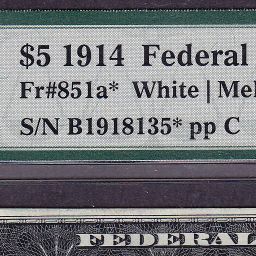 $5 1914 Federal
Fr#851a* White | Mel
S/N B1918135* pp C
FEDERAL